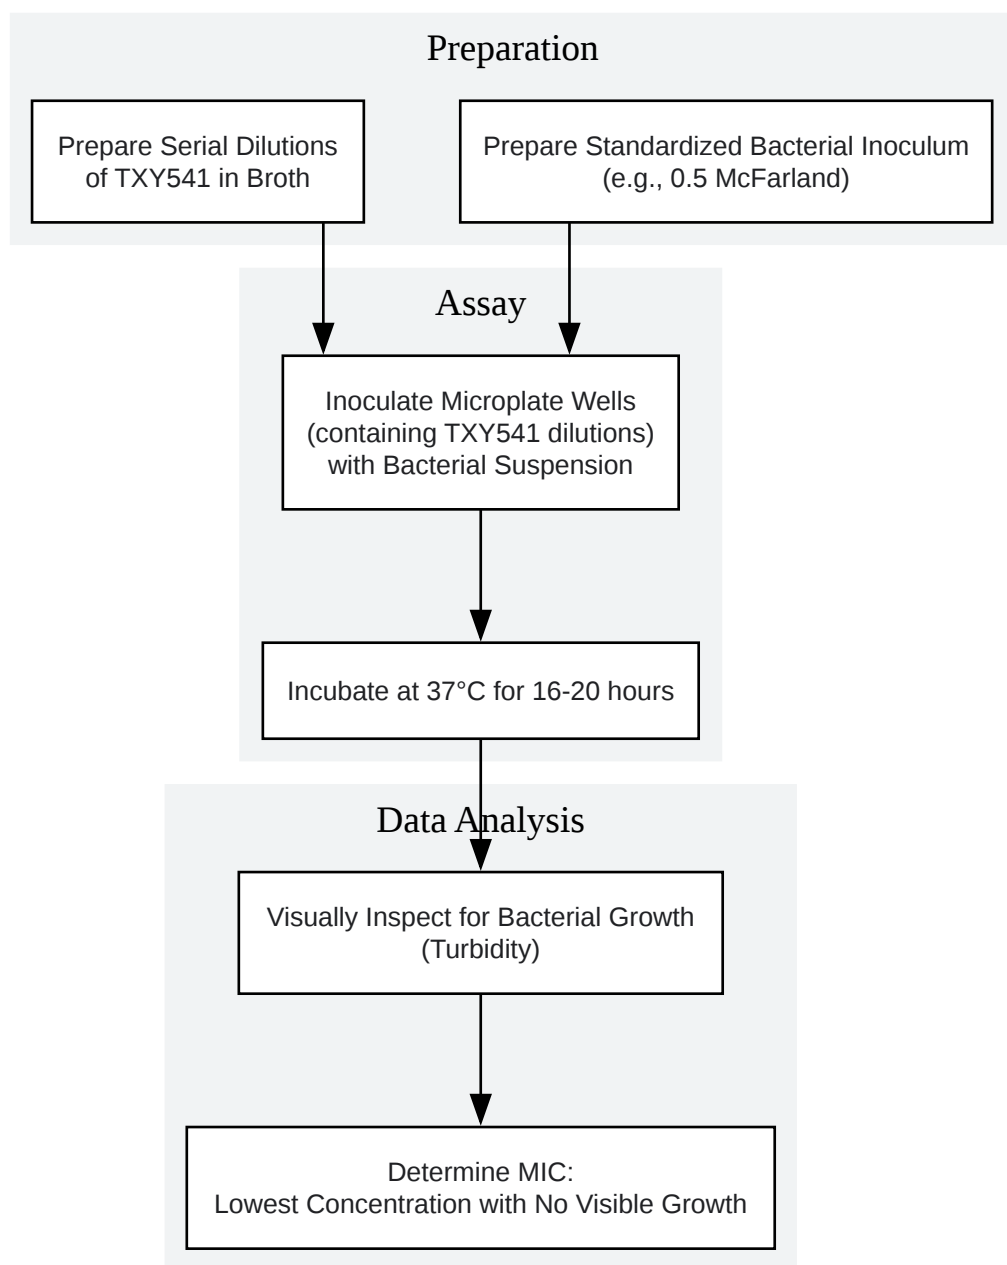 Preparation
Prepare Serial Dilutions
of TXY541 in Broth
Prepare Standardized Bacterial Inoculum
(e.g., 0.5 McFarland)
Assay
Inoculate Microplate Wells
(containing TXY541 dilutions)
with Bacterial Suspension
Incubate at 37°C for 16-20 hours
Data Analysis
Visually Inspect for Bacterial Growth
(Turbidity)
Determine MIC:
Lowest Concentration with No Visible Growth